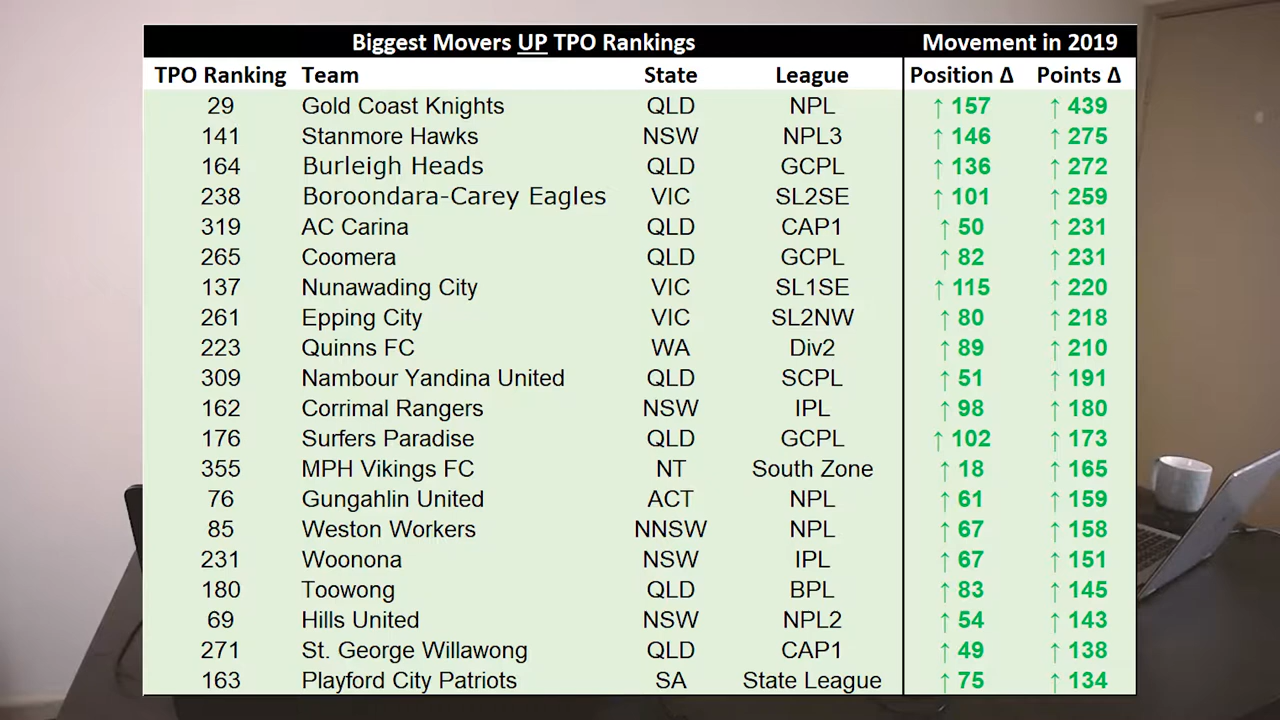 Biggest Movers UP TPO Rankings Movement in 2019
TPO Ranking Team State League Position Δ Points Δ
29 Gold Coast Knights QLD NPL ↑ 157 ↑ 439
141 Stanmore Hawks NSW NPL3 ↑ 146 ↑ 275
164 Burleigh Heads QLD GCPL ↑ 136 ↑ 272
238 Boroondara-Carey Eagles VIC SL2SE ↑ 101 ↑ 259
319 AC Carina QLD CAP1 ↑ 50 ↑ 231
265 Coomera QLD GCPL ↑ 82 ↑ 231
137 Nunawading City VIC SL1SE ↑ 115 ↑ 220
261 Epping City VIC SL2NW ↑ 80 ↑ 218
223 Quinns FC WA Div2 ↑ 89 ↑ 210
309 Nambour Yandina United QLD SCPL ↑ 51 ↑ 191
162 Corrimal Rangers NSW IPL ↑ 98 ↑ 180
176 Surfers Paradise QLD GCPL ↑ 102 ↑ 173
355 MPH Vikings FC NT South Zone ↑ 18 ↑ 165
76 Gungahlin United ACT NPL ↑ 61 ↑ 159
85 Weston Workers NNSW NPL ↑ 67 ↑ 158
231 Woonona NSW IPL ↑ 67 ↑ 151
180 Toowong QLD BPL ↑ 83 ↑ 145
69 Hills United NSW NPL2 ↑ 54 ↑ 143
271 St. George Willawong QLD CAP1 ↑ 49 ↑ 138
163 Playford City Patriots SA State League ↑ 75 ↑ 134